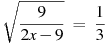 √(9/(2x − 9)) = 1/3